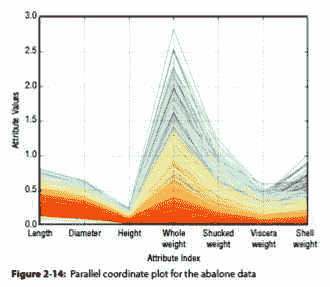 3.0
2.5
2.0
1.5
1.0
0.5
0.0
Attribute Values
Length Diameter Height Whole weight Shucked weight Viscera weight Shell weight
Attribute Index
Figure 2-14: Parallel coordinate plot for the abalone data